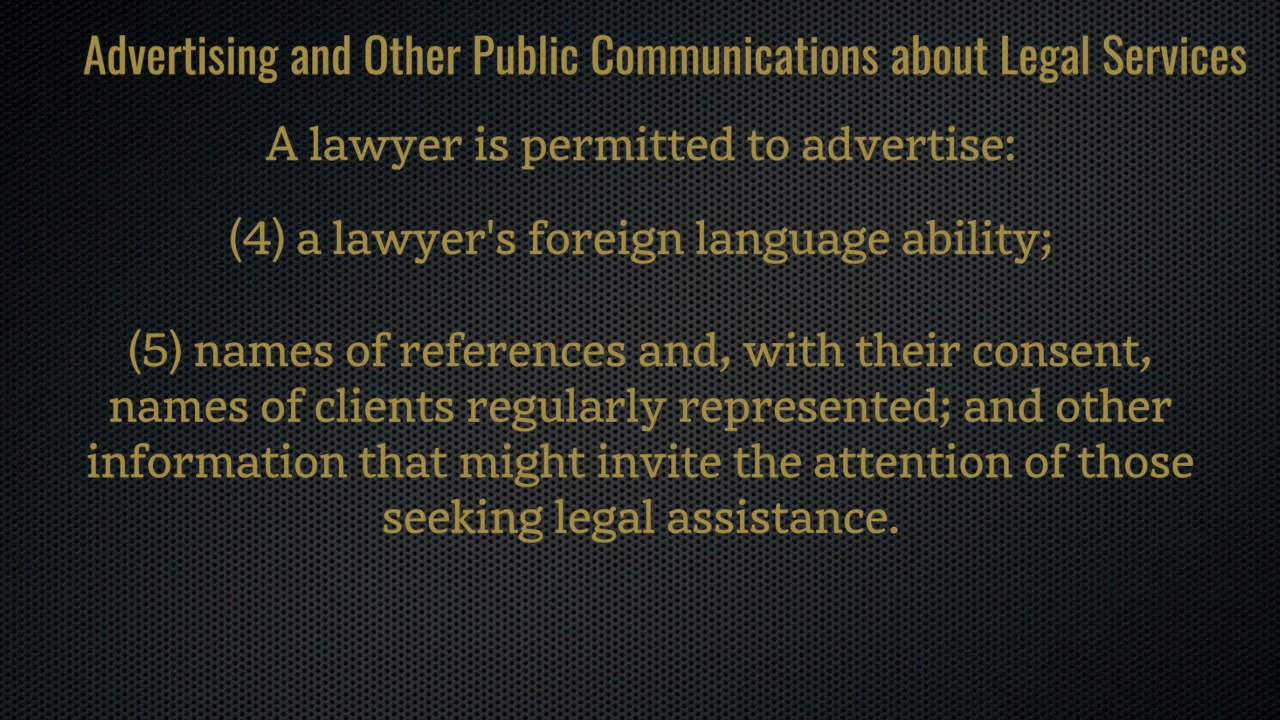 Advertising and Other Public Communications about Legal Services
A lawyer is permitted to advertise:
(4) a lawyer's foreign language ability;
(5) names of references and, with their consent,
names of clients regularly represented; and other
information that might invite the attention of those
seeking legal assistance.